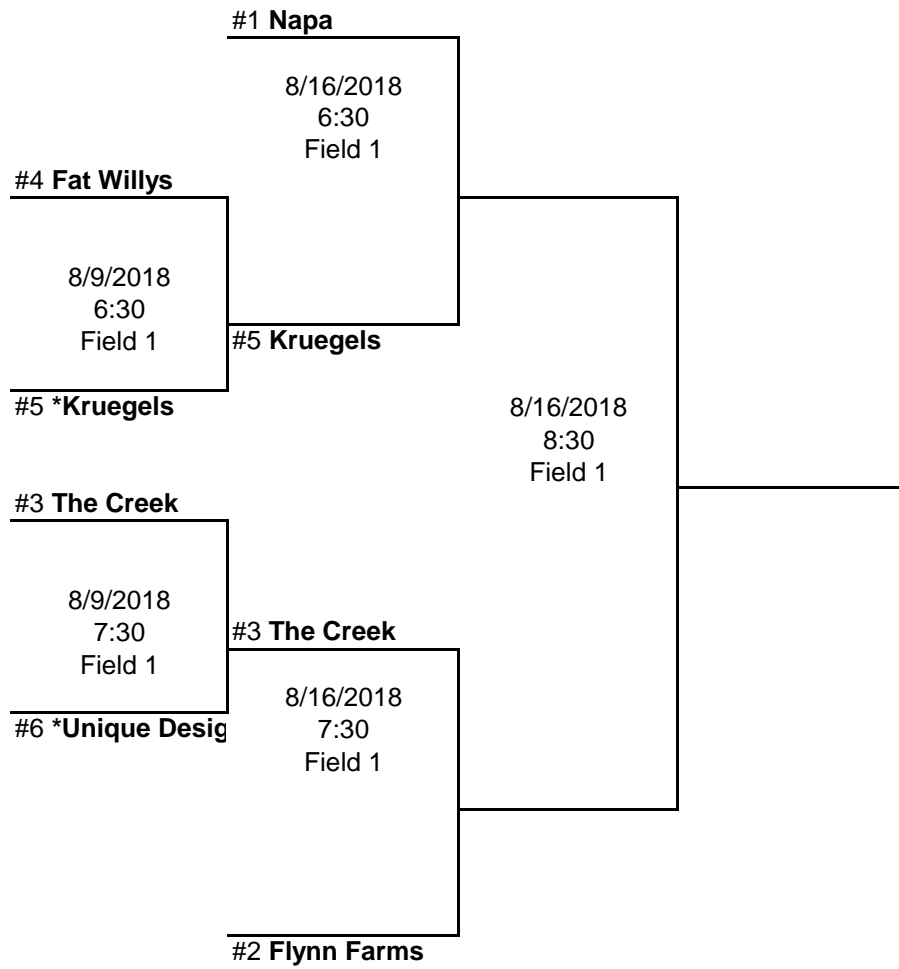 #1 Napa
8/16/2018
6:30
Field 1
#4 Fat Willys
8/9/2018
6:30
Field 1
#5 Kruegels
#5 *Kruegels
8/16/2018
8:30
Field 1
#3 The Creek
8/9/2018
7:30
Field 1
#3 The Creek
8/16/2018
7:30
Field 1
#6 *Unique Desig
#2 Flynn Farms